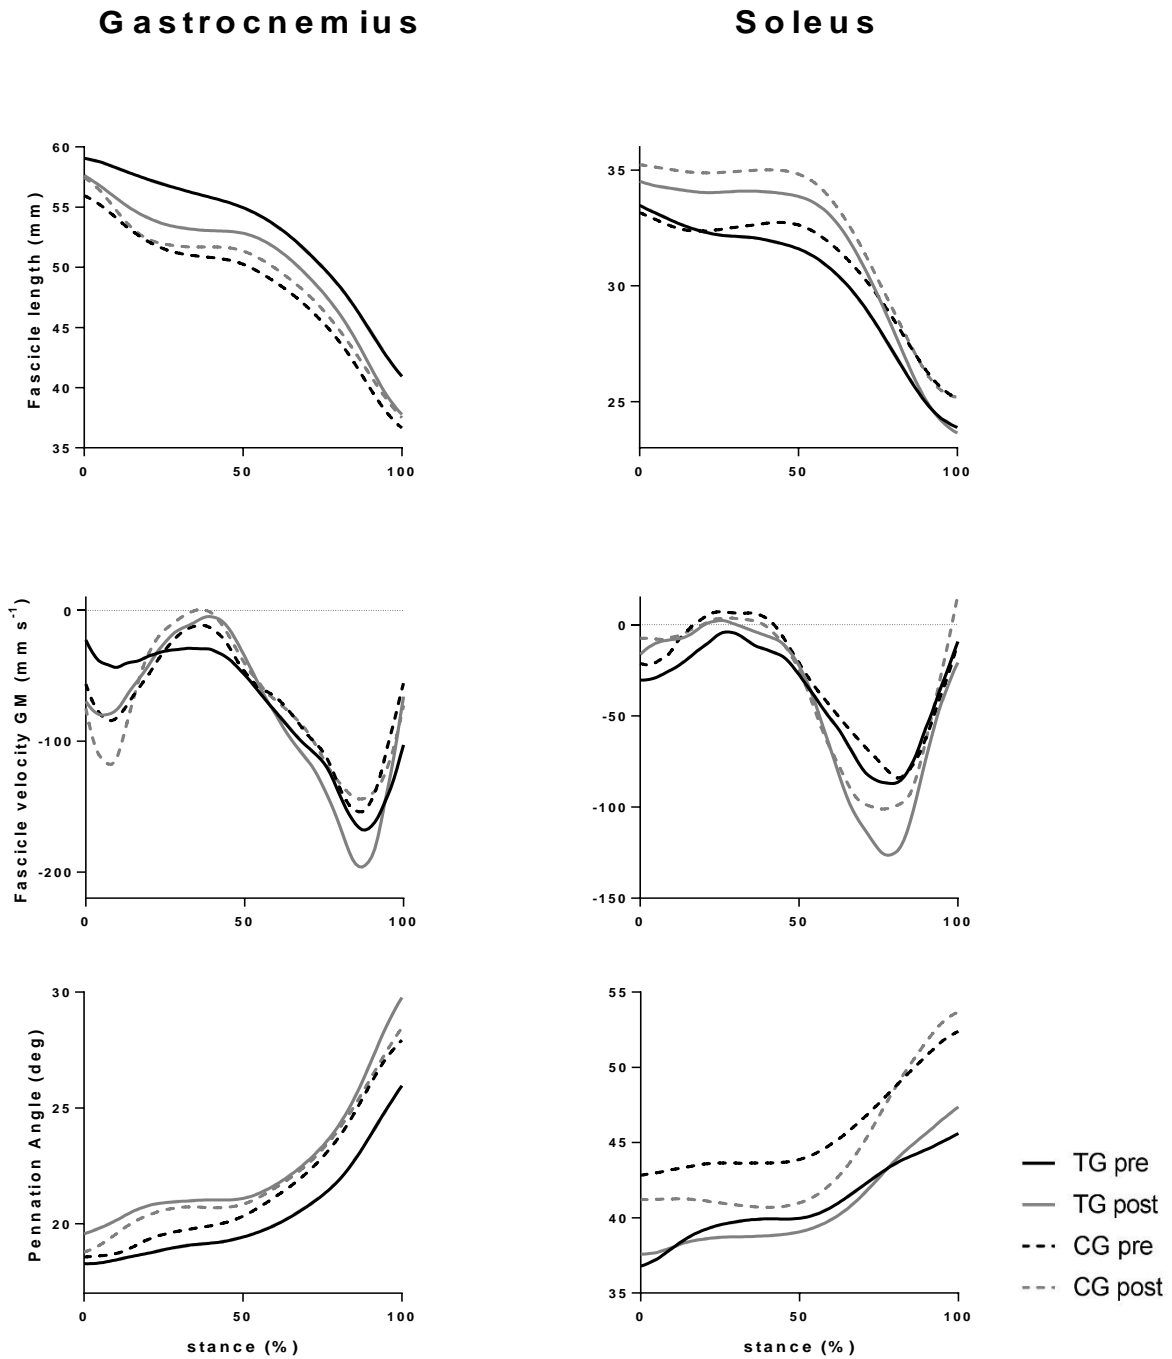 Gastrocnemius Soleus
Fascicle length (mm)
60
55
50
45
40
35
0 50 100
35
30
25
0 50 100
Fascicle velocity GM (mm s-1)
0
-100
-200
0 50 100
0
-50
-100
-150
0 50 100
Pennation Angle (deg)
30
25
20
0 50 100
stance (%)
55
50
45
40
35
0 50 100
stance (%)
TG pre
TG post
CG pre
CG post